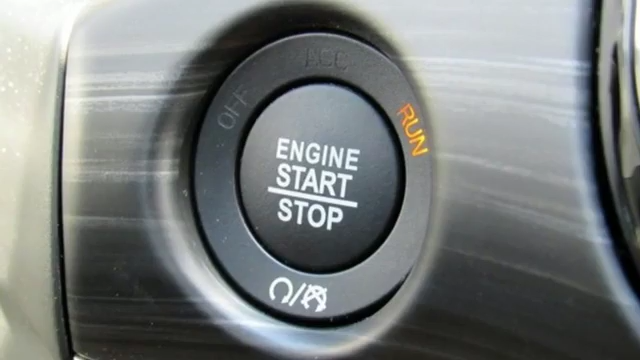 ACC
OFF
RUN
ENGINE
START
STOP